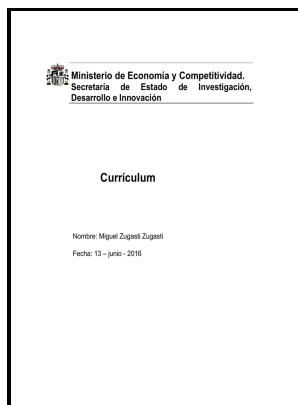 Ministerio de Economía y Competitividad.
Secretaría de Estado de Investigación,
Desarrollo e Innovación
Currículum
Nombre: Miguel Zugasti Zugasti
Fecha: 13 – junio - 2016